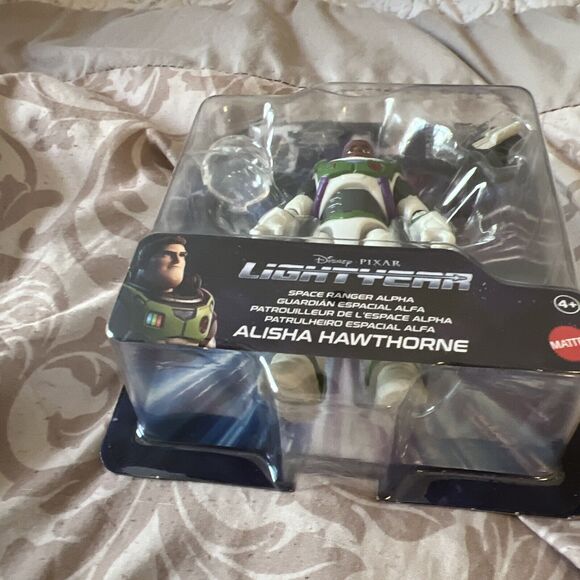 Disney · PIXAR
LIGHTYEAR
SPACE RANGER ALPHA
GUARDIÁN ESPACIAL ALFA
PATROUILLEUR DE L'ESPACE ALPHA
PATRULHEIRO ESPACIAL ALFA
ALISHA HAWTHORNE
4+
MATTE